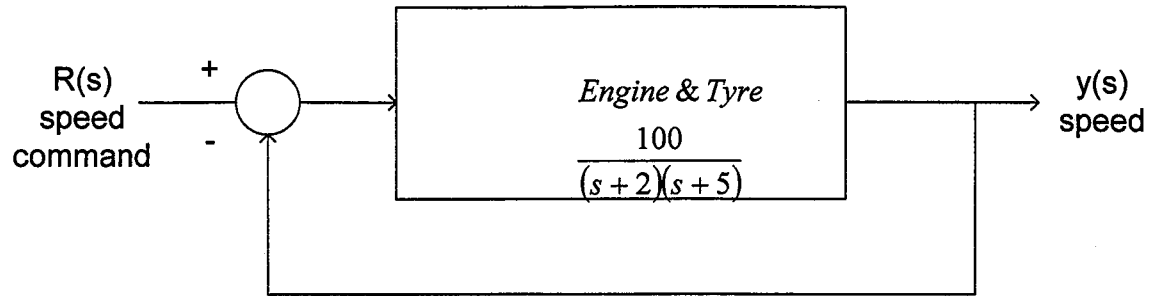 R(s)
speed
command
+
-
Engine & Tyre
100
(s + 2)(s + 5)
y(s)
speed